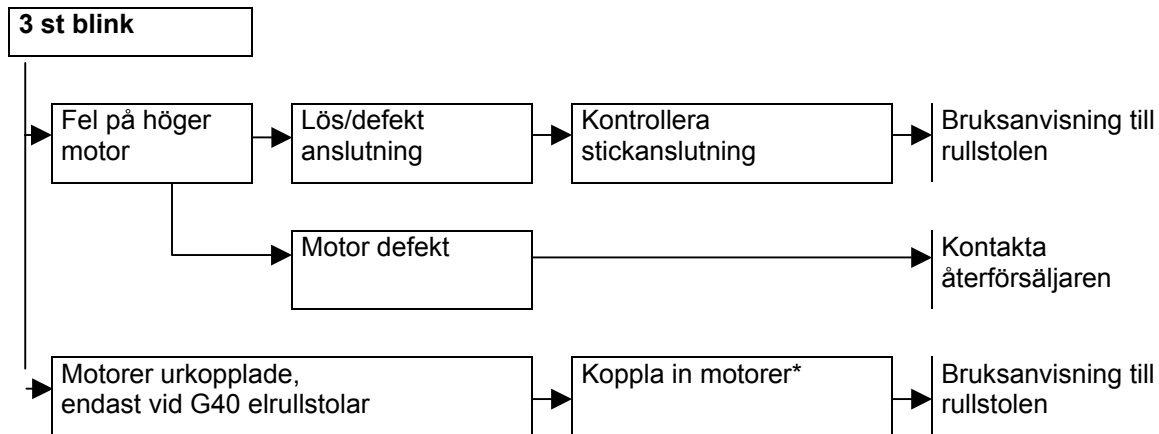 3 st blink
Fel på höger
motor
Lös/defekt
anslutning
Kontrollera
stickanslutning
Bruksanvisning till
rullstolen
Motor defekt
Kontakta
återförsäljaren
Motorer urkopplade,
endast vid G40 elrullstolar
Koppla in motorer*
Bruksanvisning till
rullstolen